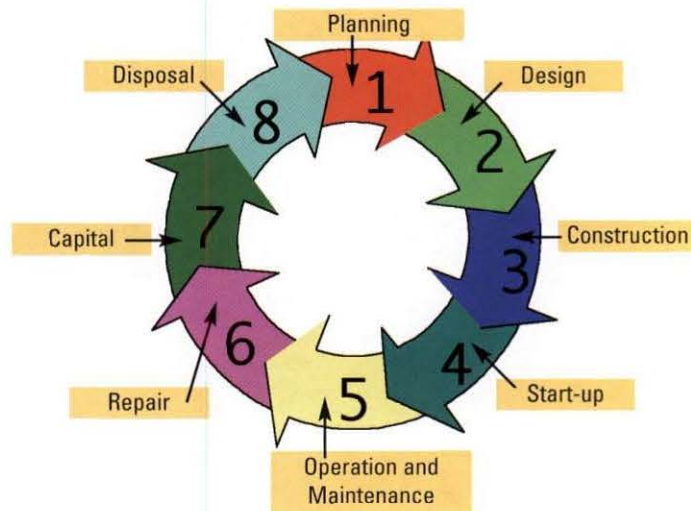 Planning
1
Design
2
Construction
3
Start-up
4
Operation and
Maintenance
5
Repair
6
Capital
7
Disposal
8